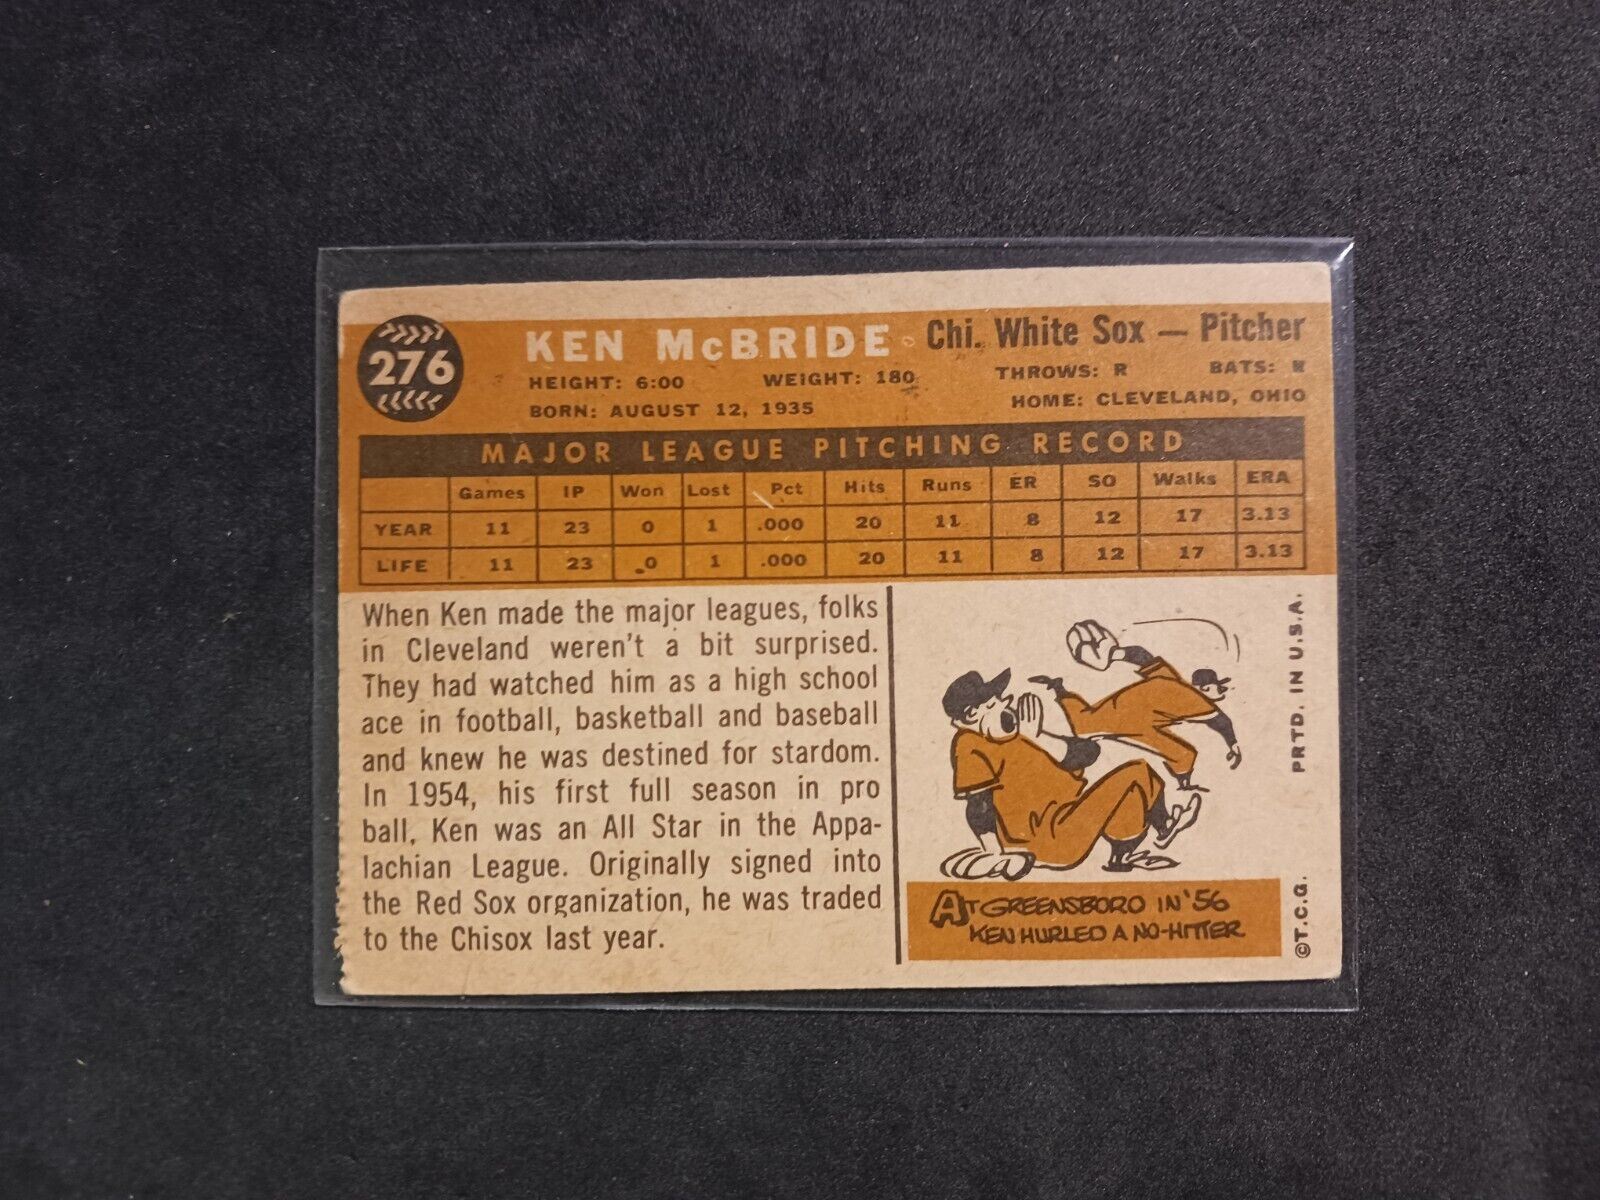 276
KEN McBRIDE
Chi. White Sox — Pitcher
HEIGHT: 6:00 WEIGHT: 180 THROWS: R BATS:
BORN: AUGUST 12, 1935 HOME: CLEVELAND, OHIO
MAJOR LEAGUE PITCHING RECORD
Games IP Won Lost Pct Hits Runs ER SO Walks ERA
YEAR 11 23 0 1 .000 20 11 8 12 17 3.13
LIFE 11 23 0 1 .000 20 11 8 12 17 3.13
When Ken made the major leagues, folks
in Cleveland weren't a bit surprised.
They had watched him as a high school
ace in football, basketball and baseball
and knew he was destined for stardom.
In 1954, his first full season in pro
ball, Ken was an All Star in the Appa-
lachian League. Originally signed into
the Red Sox organization, he was traded
to the Chisox last year.
AT GREENSBORO IN '56
KEN HURLED A NO-HITTER
©T.C.G. PRTD. IN U.S.A.